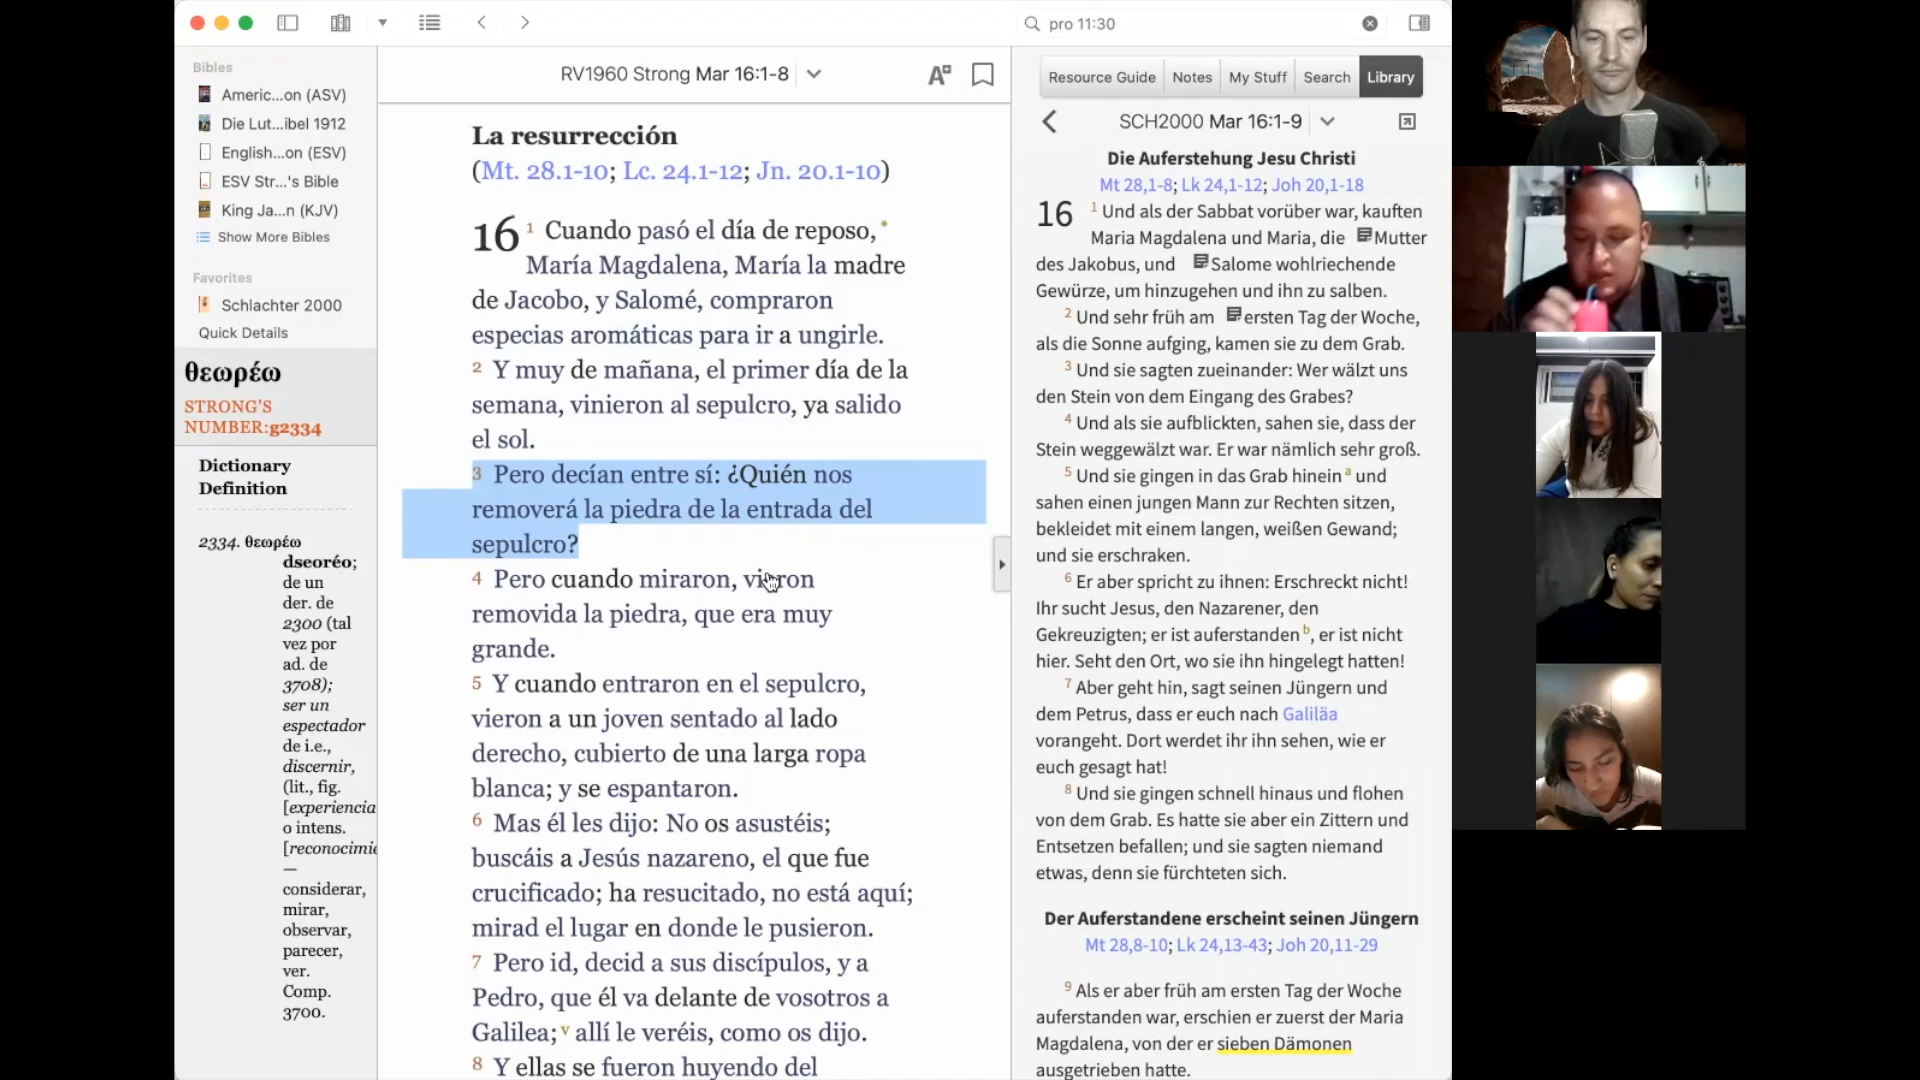 pro 11:30
Bibles
Americ...on (ASV)
Die Lut...ibel 1912
English...on (ESV)
ESV Str...'s Bible
King Ja...n (KJV)
Show More Bibles
Favorites
Schlachter 2000
Quick Details
θεωρέω
STRONG'S
NUMBER:g2334
Dictionary
Definition
2334. θεωρέω
dseoréo;
de un
der. de
2300 (tal
vez por
ad. de
3708);
ser un
espectador
de i.e.,
discernir,
(lit., fig.
[experiencia
o intens.
[reconocimie
—
considerar,
mirar,
observar,
parecer,
ver.
Comp.
3700.
RV1960 Strong Mar 16:1-8
La resurrección
(Mt. 28.1-10; Lc. 24.1-12; Jn. 20.1-10)
16 1 Cuando pasó el día de reposo, *
María Magdalena, María la madre
de Jacobo, y Salomé, compraron
especias aromáticas para ir a ungirle.
2 Y muy de mañana, el primer día de la
semana, vinieron al sepulcro, ya salido
el sol.
3 Pero decían entre sí: ¿Quién nos
removerá la piedra de la entrada del
sepulcro?
4 Pero cuando miraron, vieron
removida la piedra, que era muy
grande.
5 Y cuando entraron en el sepulcro,
vieron a un joven sentado al lado
derecho, cubierto de una larga ropa
blanca; y se espantaron.
6 Mas él les dijo: No os asustéis;
buscáis a Jesús nazareno, el que fue
crucificado; ha resucitado, no está aquí;
mirad el lugar en donde le pusieron.
7 Pero id, decid a sus discípulos, y a
Pedro, que él va delante de vosotros a
Galilea; v allí le veréis, como os dijo.
8 Y ellas se fueron huyendo del
Resource Guide Notes My Stuff Search Library
SCH2000 Mar 16:1-9
Die Auferstehung Jesu Christi
Mt 28,1-8; Lk 24,1-12; Joh 20,1-18
16 1 Und als der Sabbat vorüber war, kauften
Maria Magdalena und Maria, die Mutter
des Jakobus, und Salome wohlriechende
Gewürze, um hinzugehen und ihn zu salben.
2 Und sehr früh am ersten Tag der Woche,
als die Sonne aufging, kamen sie zu dem Grab.
3 Und sie sagten zueinander: Wer wälzt uns
den Stein von dem Eingang des Grabes?
4 Und als sie aufblickten, sahen sie, dass der
Stein weggewälzt war. Er war nämlich sehr groß.
5 Und sie gingen in das Grab hinein a und
sahen einen jungen Mann zur Rechten sitzen,
bekleidet mit einem langen, weißen Gewand;
und sie erschraken.
6 Er aber spricht zu ihnen: Erschreckt nicht!
Ihr sucht Jesus, den Nazarener, den
Gekreuzigten; er ist auferstanden b, er ist nicht
hier. Seht den Ort, wo sie ihn hingelegt hatten!
7 Aber geht hin, sagt seinen Jüngern und
dem Petrus, dass er euch nach Galiläa
vorangeht. Dort werdet ihr ihn sehen, wie er
euch gesagt hat!
8 Und sie gingen schnell hinaus und flohen
von dem Grab. Es hatte sie aber ein Zittern und
Entsetzen befallen; und sie sagten niemand
etwas, denn sie fürchteten sich.
Der Auferstandene erscheint seinen Jüngern
Mt 28,8-10; Lk 24,13-43; Joh 20,11-29
9 Als er aber früh am ersten Tag der Woche
auferstanden war, erschien er zuerst der Maria
Magdalena, von der er sieben Dämonen
ausgetrieben hatte.